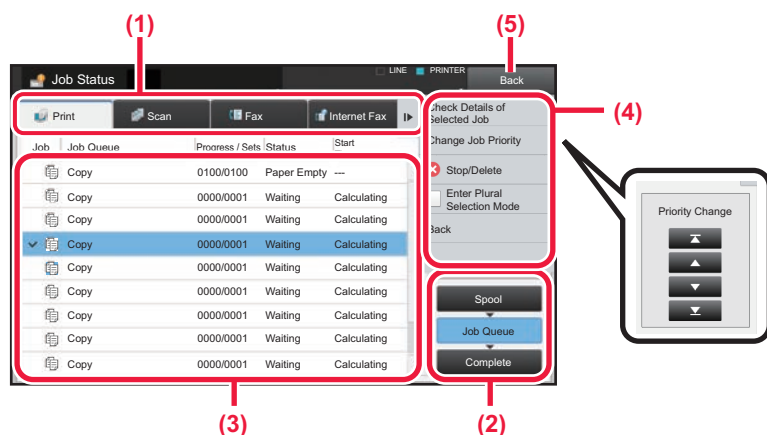 (1)
(5)
Job Status
LINE
PRINTER
Back
Print
Scan
Fax
Internet Fax
Check Details of
Selected Job
(4)
Change Job Priority
Stop/Delete
Enter Plural
Selection Mode
Back
Job Job Queue Progress / Sets Status Start
Copy 0100/0100 Paper Empty ---
Copy 0000/0001 Waiting Calculating
Copy 0000/0001 Waiting Calculating
Copy 0000/0001 Waiting Calculating
Copy 0000/0001 Waiting Calculating
Copy 0000/0001 Waiting Calculating
Copy 0000/0001 Waiting Calculating
Copy 0000/0001 Waiting Calculating
Copy 0000/0001 Waiting Calculating
Priority Change
Spool
Job Queue
Complete
(3)
(2)